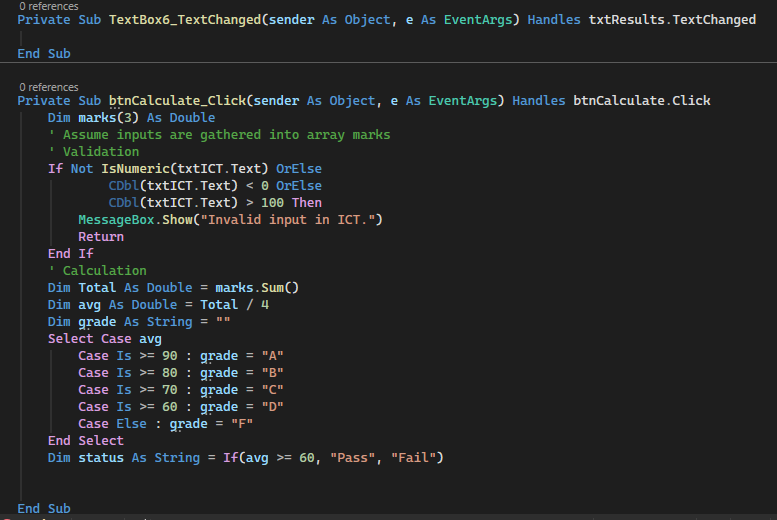 0 references
Private Sub TextBox6_TextChanged(sender As Object, e As EventArgs) Handles txtResults.TextChanged
End Sub
0 references
Private Sub btnCalculate_Click(sender As Object, e As EventArgs) Handles btnCalculate.Click
Dim marks(3) As Double
' Assume inputs are gathered into array marks
' Validation
If Not IsNumeric(txtICT.Text) OrElse
CDbl(txtICT.Text) < 0 OrElse
CDbl(txtICT.Text) > 100 Then
MessageBox.Show("Invalid input in ICT.")
Return
End If
' Calculation
Dim Total As Double = marks.Sum()
Dim avg As Double = Total / 4
Dim grade As String = ""
Select Case avg
Case Is >= 90 : grade = "A"
Case Is >= 80 : grade = "B"
Case Is >= 70 : grade = "C"
Case Is >= 60 : grade = "D"
Case Else : grade = "F"
End Select
Dim status As String = If(avg >= 60, "Pass", "Fail")
End Sub